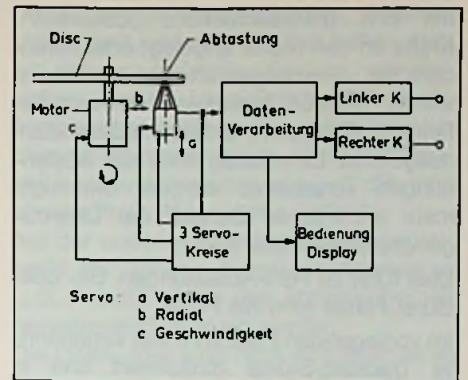 Disc
Abtastung
Motor
b
c
a
Daten-
Verarbeitung
Linker K
Rechter K
3 Servo-
Kreise
Bedienung
Display
Servo: a Vertikal
b Radial
c Geschwindigkeit